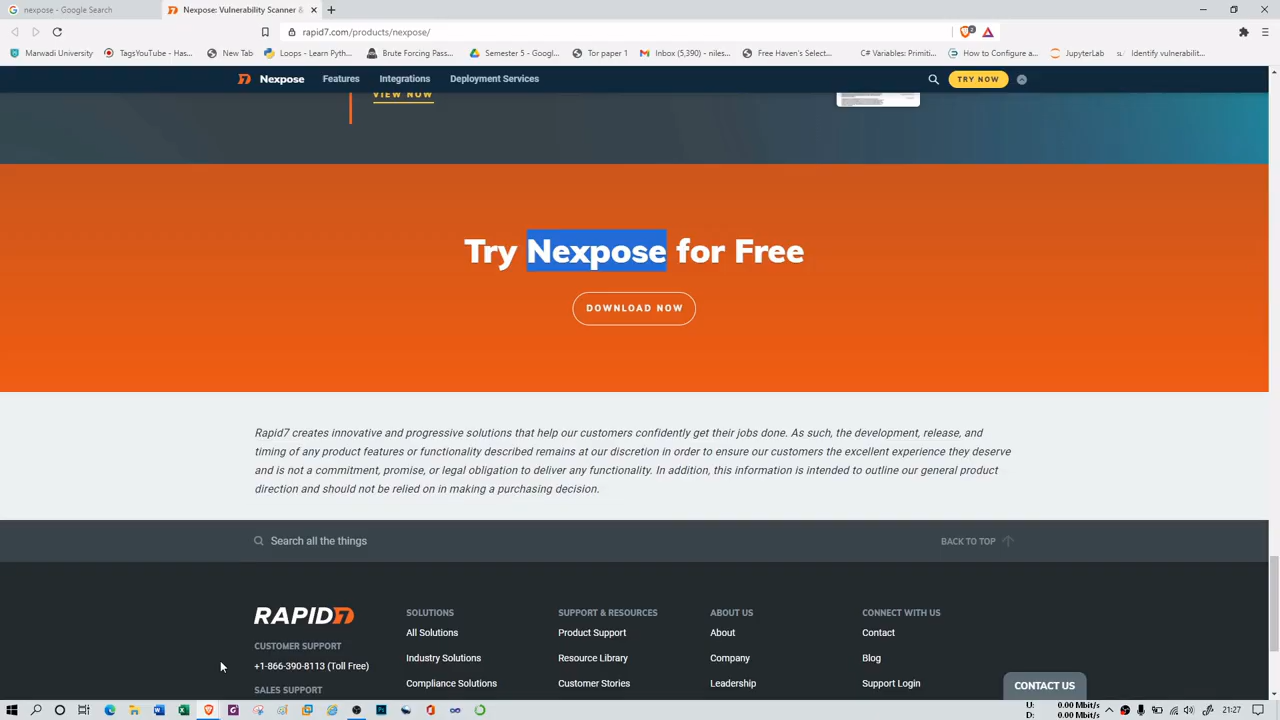 nexpose - Google Search
Nexpose: Vulnerability Scanner &
rapid7.com/products/nexpose/
Marwadi University
TagsYouTube - Has...
New Tab
Loops - Learn Pyth...
Brute Forcing Pass...
Semester 5 - Googl...
Tor paper 1
Inbox (5,390) - niles...
Free Haven's Select...
C# Variables: Primiti...
How to Configure a...
JupyterLab
Identify vulnerabilit...
Nexpose
Features
Integrations
Deployment Services
TRY NOW
VIEW NOW
Try Nexpose for Free
DOWNLOAD NOW
Rapid7 creates innovative and progressive solutions that help our customers confidently get their jobs done. As such, the development, release, and
timing of any product features or functionality described remains at our discretion in order to ensure our customers the excellent experience they deserve
and is not a commitment, promise, or legal obligation to deliver any functionality. In addition, this information is intended to outline our general product
direction and should not be relied on in making a purchasing decision.
Search all the things
BACK TO TOP
RAPID7
SOLUTIONS
SUPPORT & RESOURCES
ABOUT US
CONNECT WITH US
All Solutions
Product Support
About
Contact
CUSTOMER SUPPORT
Industry Solutions
Resource Library
Company
Blog
+1-866-390-8113 (Toll Free)
Compliance Solutions
Customer Stories
Leadership
Support Login
SALES SUPPORT
CONTACT US
U: 0.00 Mbit/s
D: 0.00 Mbit/s
21:27